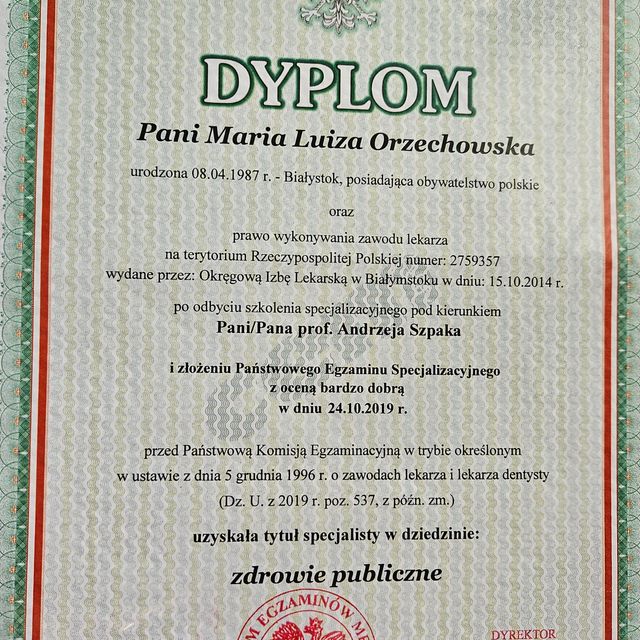 DYPLOM
Pani Maria Luiza Orzechowska
urodzona 08.04.1987 r. - Białystok, posiadająca obywatelstwo polskie
oraz
prawo wykonywania zawodu lekarza
na terytorium Rzeczypospolitej Polskiej numer: 2759357
wydane przez: Okręgową Izbę Lekarską w Białymstoku w dniu: 15.10.2014 r.
po odbyciu szkolenia specjalizacyjnego pod kierunkiem
Pani/Pana prof. Andrzeja Szpaka
i złożeniu Państwowego Egzaminu Specjalizacyjnego
z oceną bardzo dobrą
w dniu 24.10.2019 r.
przed Państwową Komisją Egzaminacyjną w trybie określonym
w ustawie z dnia 5 grudnia 1996 r. o zawodach lekarza i lekarza dentysty
(Dz. U. z 2019 r. poz. 537, z późn. zm.)
uzyskała tytuł specjalisty w dziedzinie:
zdrowie publiczne
M EGZAMINÓW ME
DYREKTOR